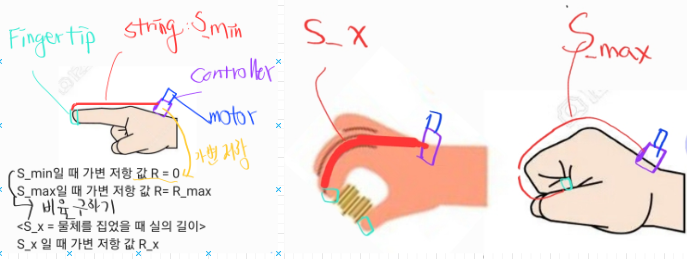 Fingertip
string: S_min
controller
motor
가변 저항
S_min일 때 가변 저항 값 R = 0
S_max일 때 가변 저항 값 R= R_max
→ 비율 구하기
<S_x = 물체를 집었을 때 실의 길이>
S_x 일 때 가변 저항 값 R_x
S_x
S_max